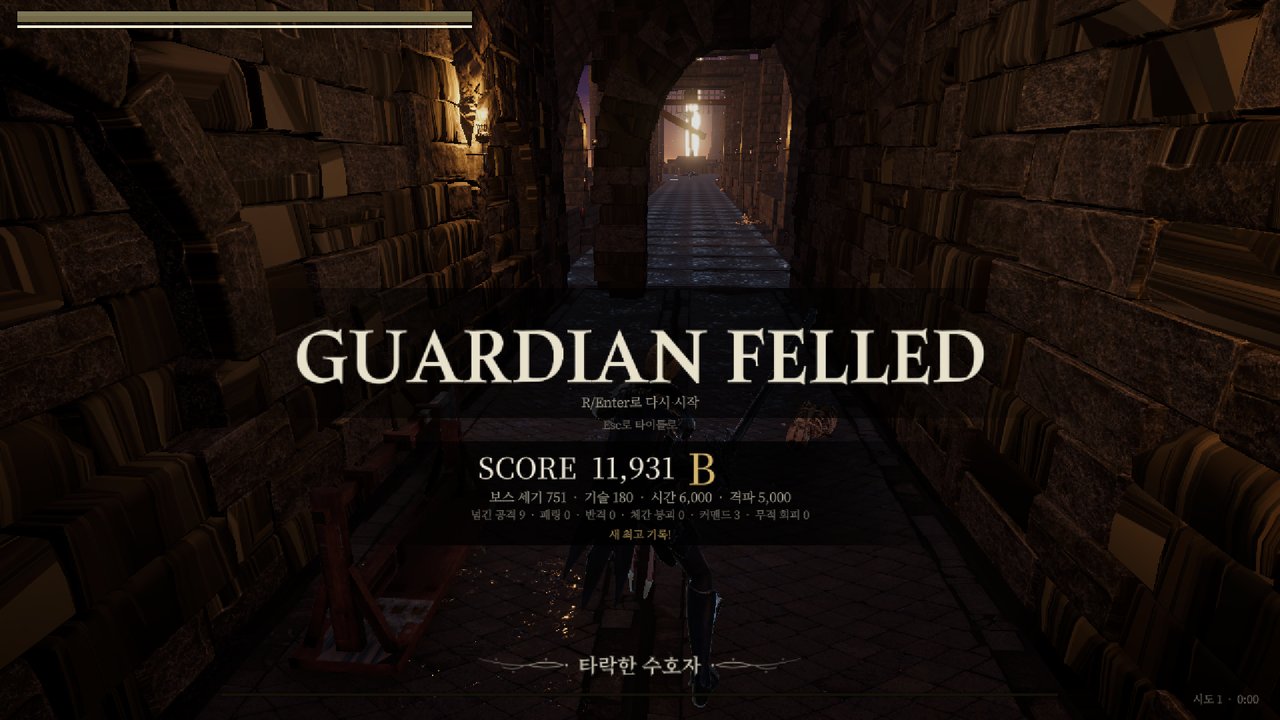 GUARDIAN FELLED
R/Enter로 다시 시작
Esc로 타이틀로
SCORE 11,931 B
보스 세기 751 · 기술 180 · 시간 6,000 · 격파 5,000
넘긴 공격 9 · 패링 0 · 반격 0 · 체간 붕괴 0 · 커맨드 3 · 무적 회피 0
새 최고 기록!
타락한 수호자
시도 1 · 0:00